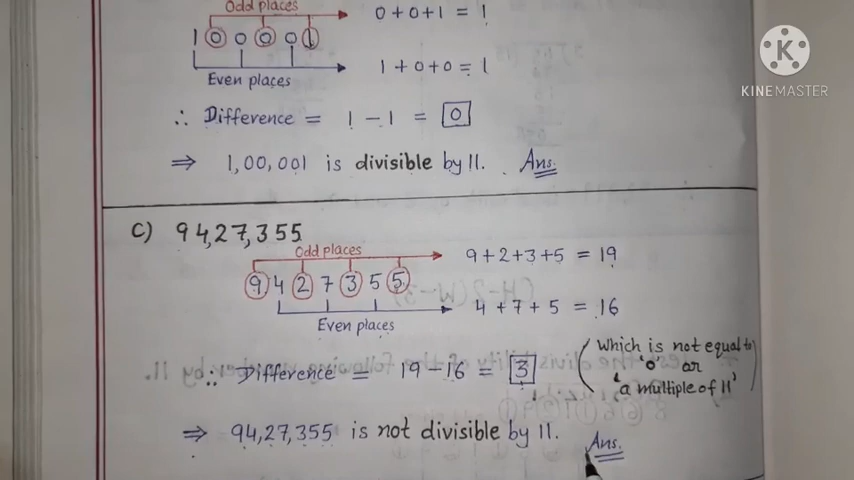 Odd places
0+0+1 = 1
1 0 0 0 0 1
Even places
1+0+0 = 1
∴ Difference = 1 - 1 = 0
⇒ 1,00,001 is divisible by 11. Ans.
K
KINEMASTER
C) 94,27,355
Odd places
9+2+3+5 = 19
9 4 2 7 3 5 5
4+7+5 = 16
Even places
∴ Difference = 19 - 16 = 3
(Which is not equal to
'0' or
'a multiple of 11')
⇒ 94,27,355 is not divisible by 11.
Ans.